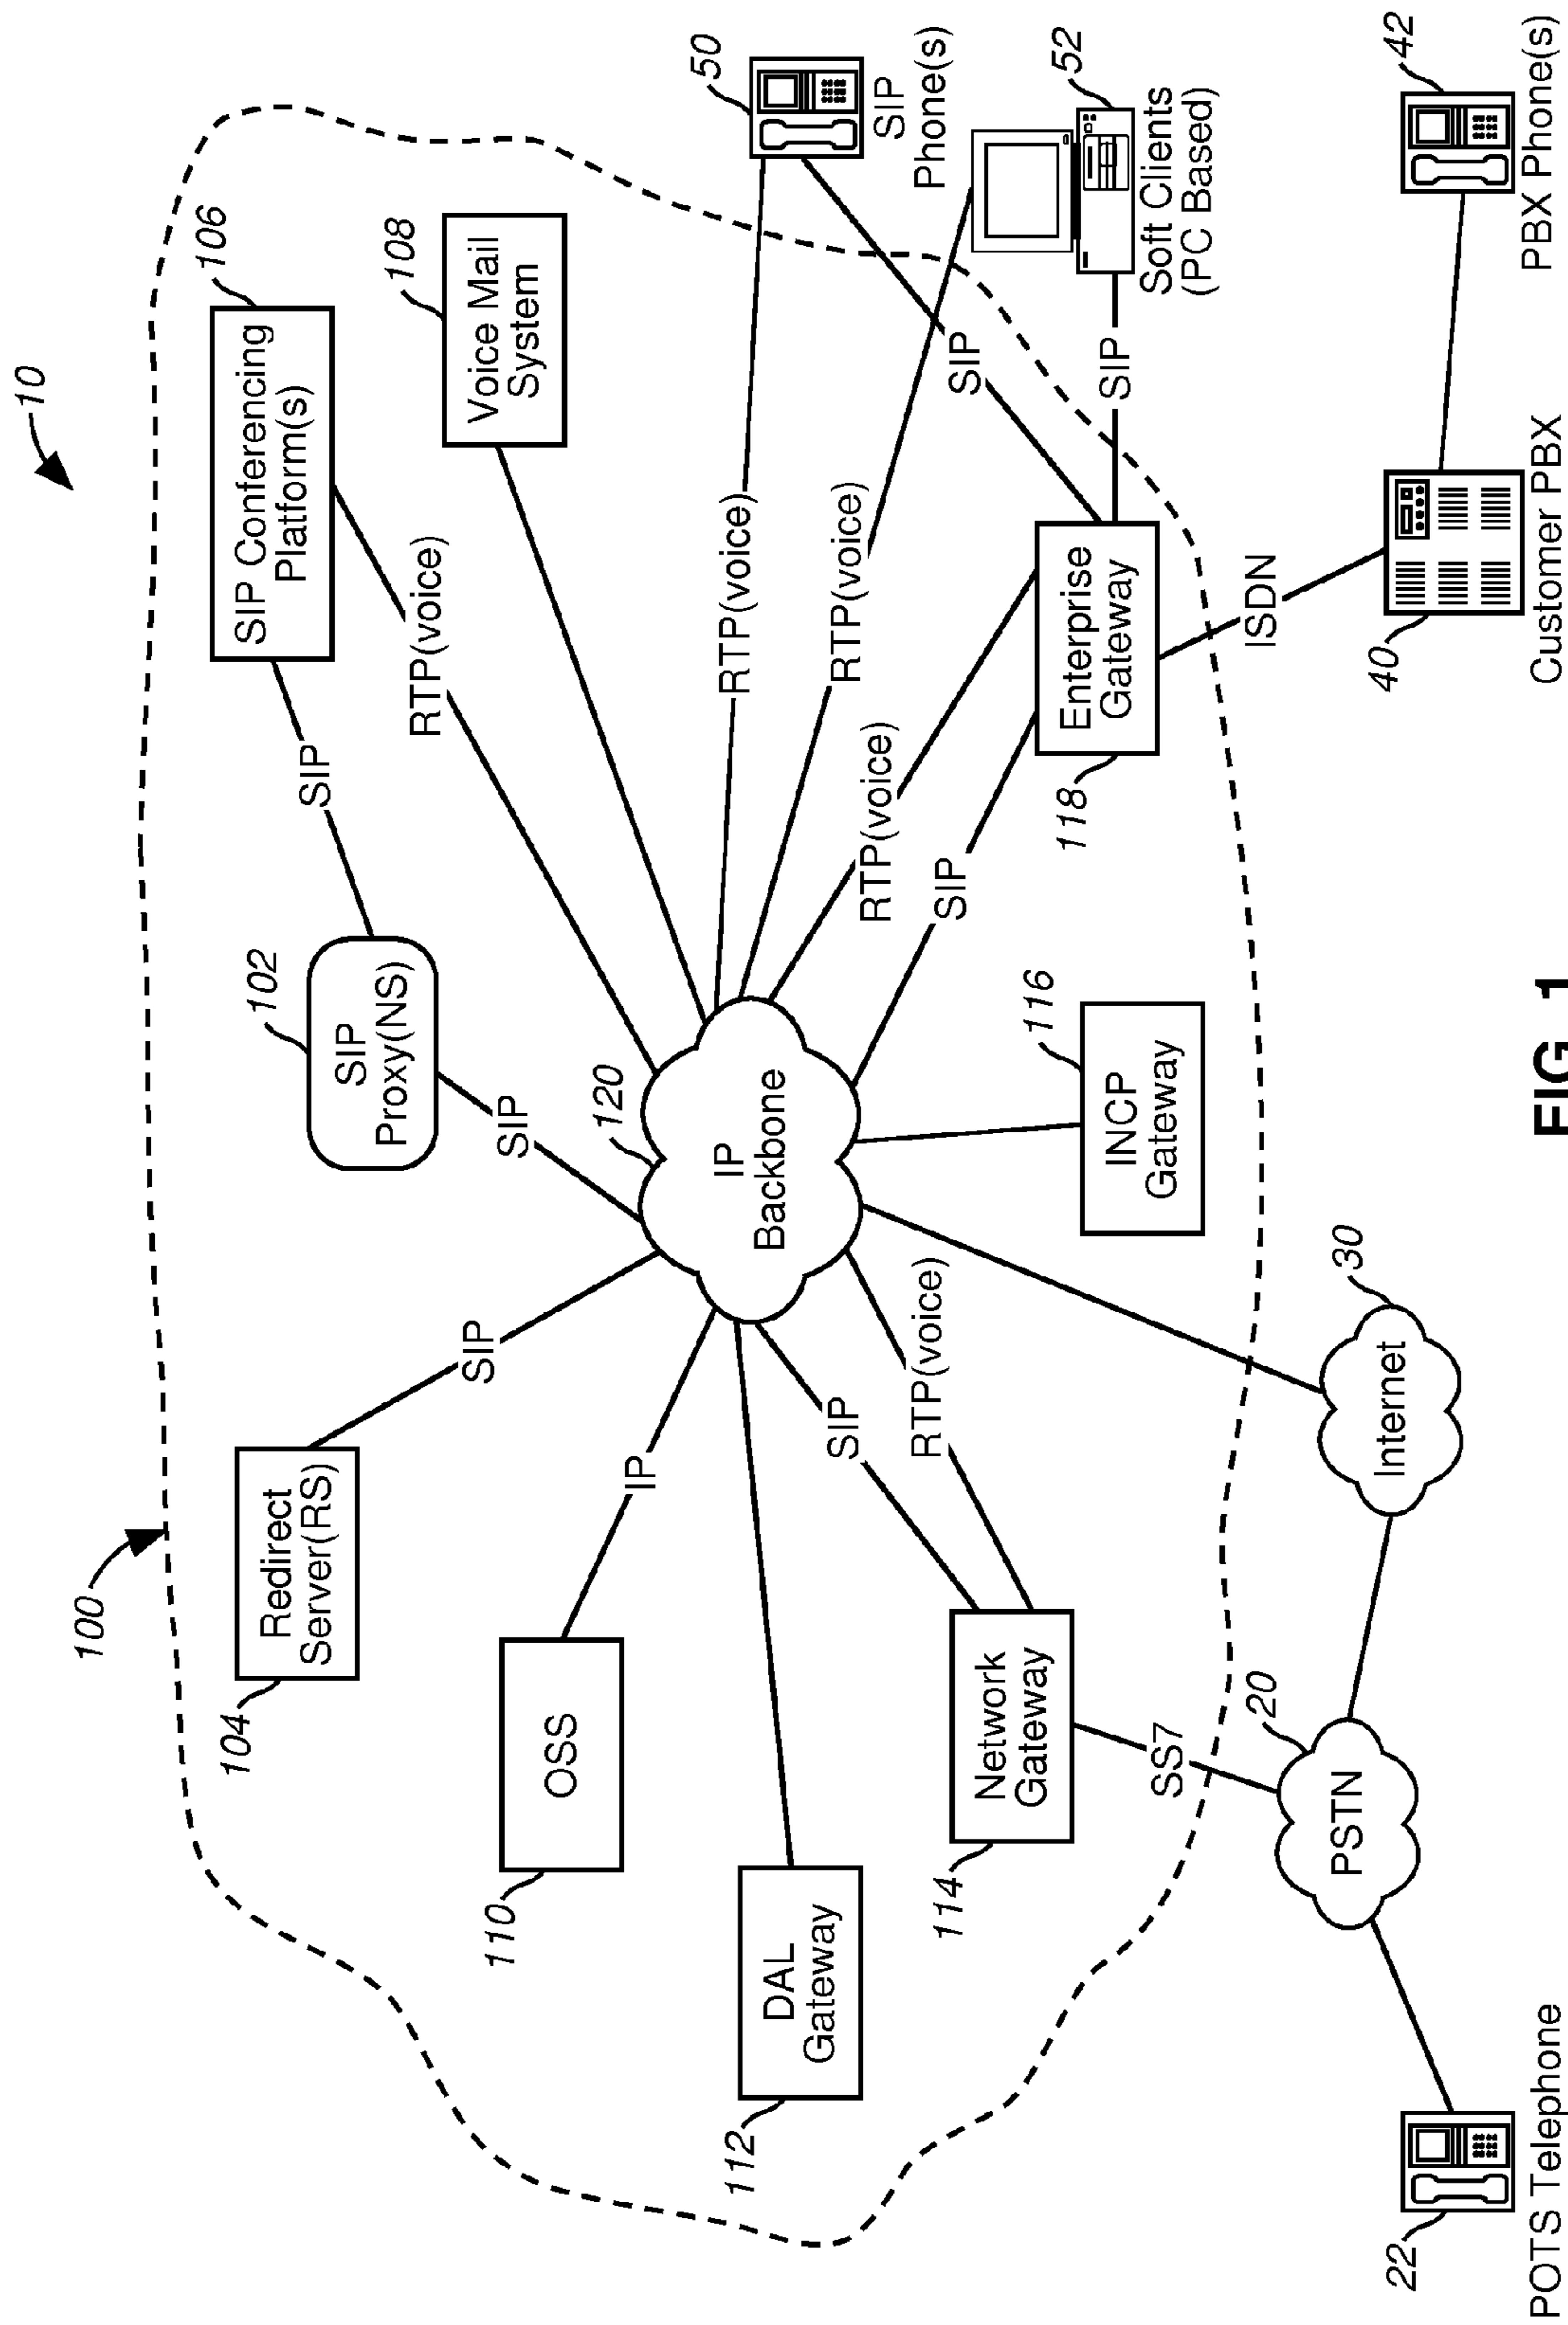 10
100
106
SIP Conferencing
Platform(s)
102
SIP
Proxy(NS)
104
Redirect
Server(RS)
108
Voice Mail
System
SIP
RTP(voice)
SIP
SIP
110
OSS
IP
120
IP
Backbone
50
SIP
Phone(s)
RTP(voice)
RTP(voice)
112
DAL
Gateway
SIP
RTP(voice)
RTP(voice)
SIP
SIP
SIP
52
Soft Clients
(PC Based)
114
Network
Gateway
116
INCP
Gateway
118
Enterprise
Gateway
SS7
ISDN
20
PSTN
30
Internet
22
POTS Telephone
40
Customer PBX
42
PBX Phone(s)
FIG. 1